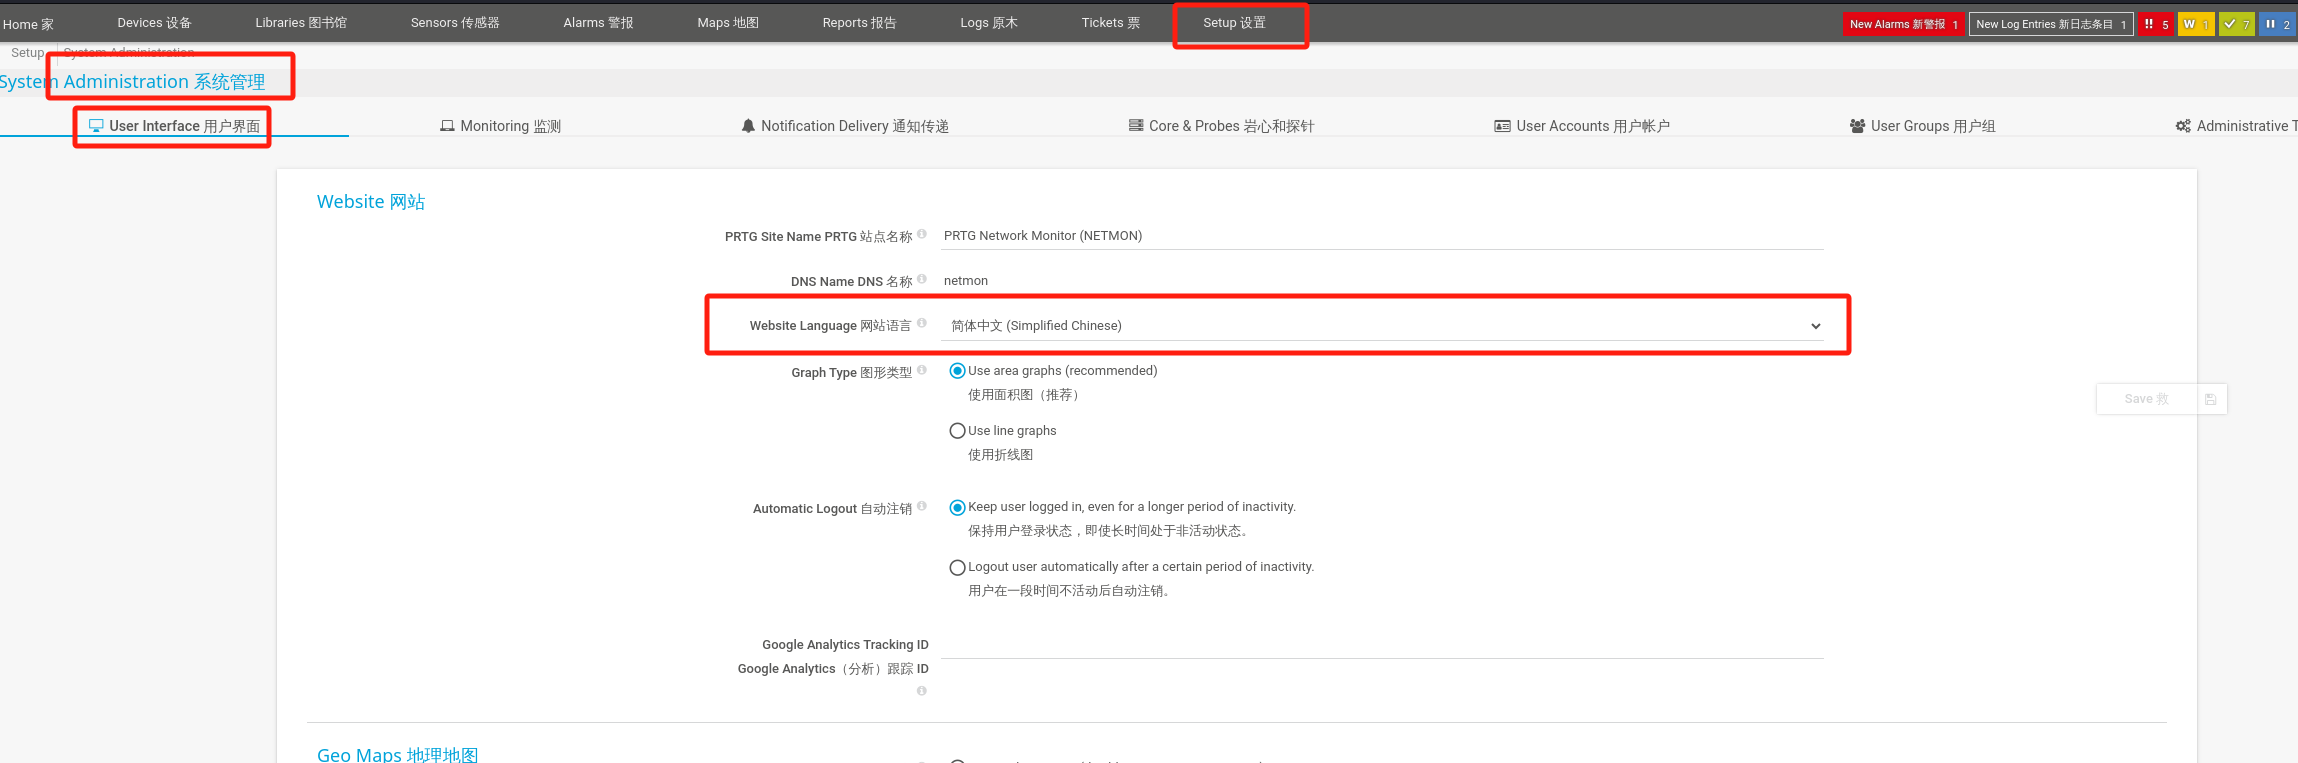 Home 家
Devices 设备
Libraries 图书馆
Sensors 传感器
Alarms 警报
Maps 地图
Reports 报告
Logs 原木
Tickets 票
Setup 设置
New Alarms 新警报 1
New Log Entries 新日志条目 1
!! 5
W 1
7
2
Setup
System Administration
System Administration 系统管理
User Interface 用户界面
Monitoring 监测
Notification Delivery 通知传递
Core & Probes 岩心和探针
User Accounts 用户帐户
User Groups 用户组
Administrative T
Website 网站
PRTG Site Name PRTG 站点名称
PRTG Network Monitor (NETMON)
DNS Name DNS 名称
netmon
Website Language 网站语言
简体中文 (Simplified Chinese)
Graph Type 图形类型
Use area graphs (recommended)
使用面积图（推荐）
Save 救
Use line graphs
使用折线图
Automatic Logout 自动注销
Keep user logged in, even for a longer period of inactivity.
保持用户登录状态，即使长时间处于非活动状态。
Logout user automatically after a certain period of inactivity.
用户在一段时间不活动后自动注销。
Google Analytics Tracking ID
Google Analytics（分析）跟踪 ID
Geo Maps 地理地图